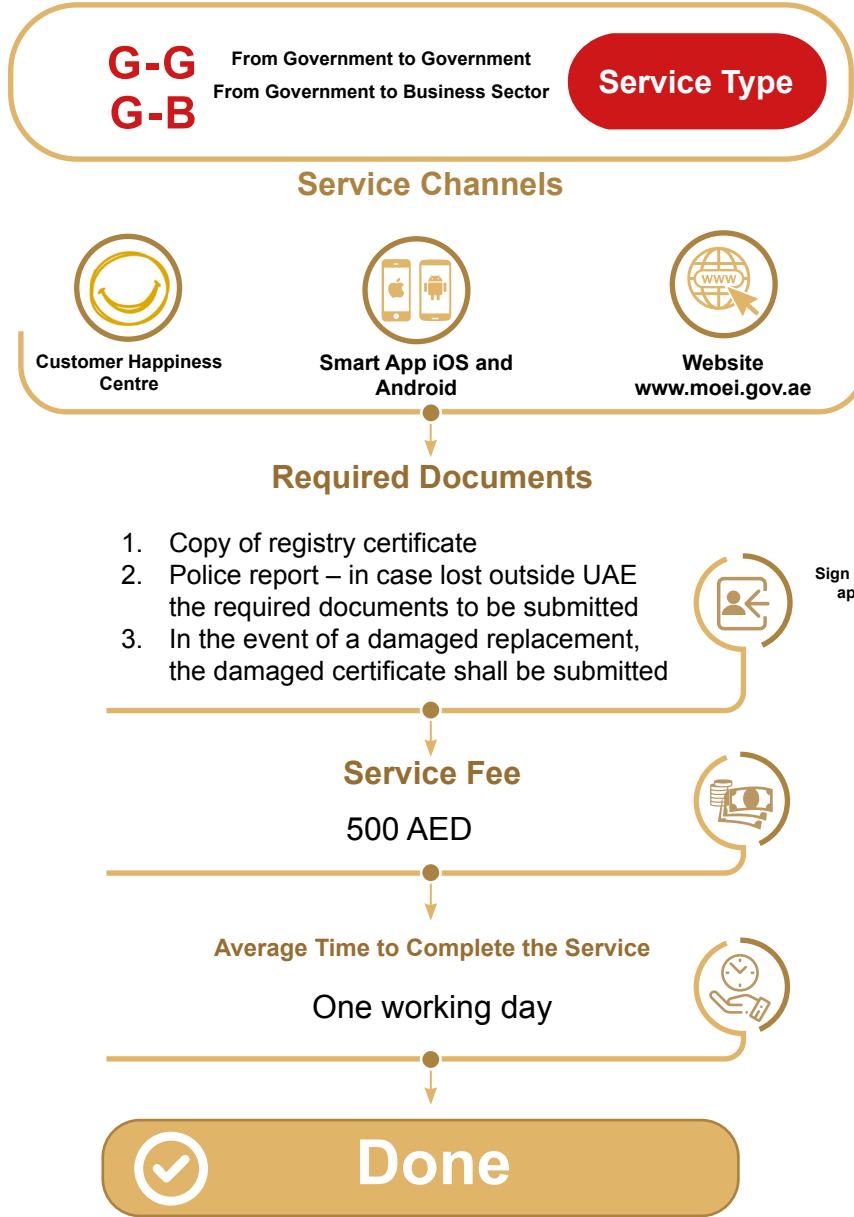 G-G
From Government to Government
G-B
From Government to Business Sector
Service Type
Service Channels
Customer Happiness
Centre
Smart App iOS and
Android
www
Website
www.moei.gov.ae
Required Documents
1. Copy of registry certificate
2. Police report – in case lost outside UAE
the required documents to be submitted
3. In the event of a damaged replacement,
the damaged certificate shall be submitted
Sign
Service Fee
500 AED
Average Time to Complete the Service
One working day
Done